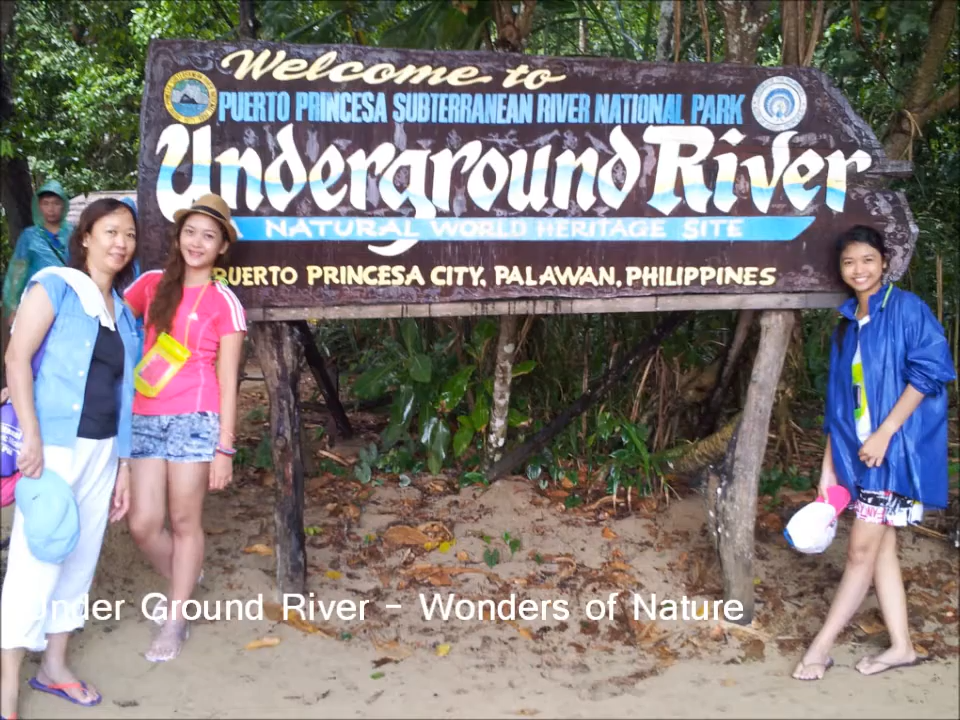 Welcome to
PUERTO PRINCESA SUBTERRANEAN RIVER NATIONAL PARK
Underground River
A NATURAL WORLD HERITAGE SITE
PUERTO PRINCESA CITY, PALAWAN, PHILIPPINES
Under Ground River - Wonders of Nature